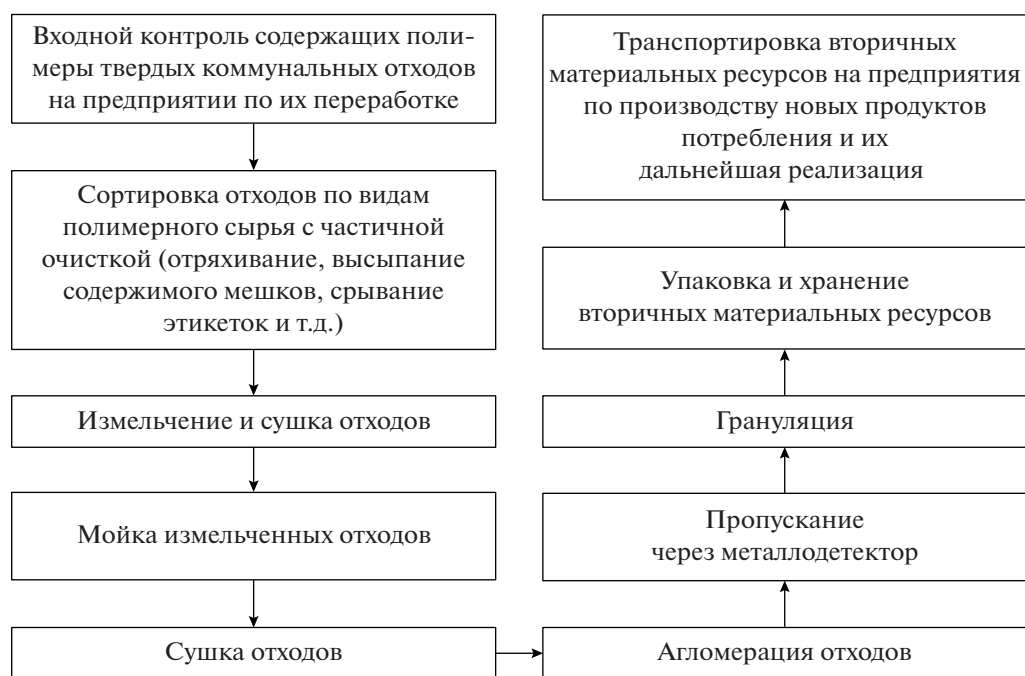 Входной контроль содержащих поли-
меры твердых коммунальных отходов
на предприятии по их переработке
Сортировка отходов по видам
полимерного сырья с частичной
очисткой (отряхивание, высыпание
содержимого мешков, срывание
этикеток и т.д.)
Измельчение и сушка отходов
Мойка измельченных отходов
Сушка отходов
Агломерация отходов
Пропускание
через металлодетектор
Грануляция
Упаковка и хранение
вторичных материальных ресурсов
Транспортировка вторичных
материальных ресурсов на предприятия
по производству новых продуктов
потребления и их
дальнейшая реализация